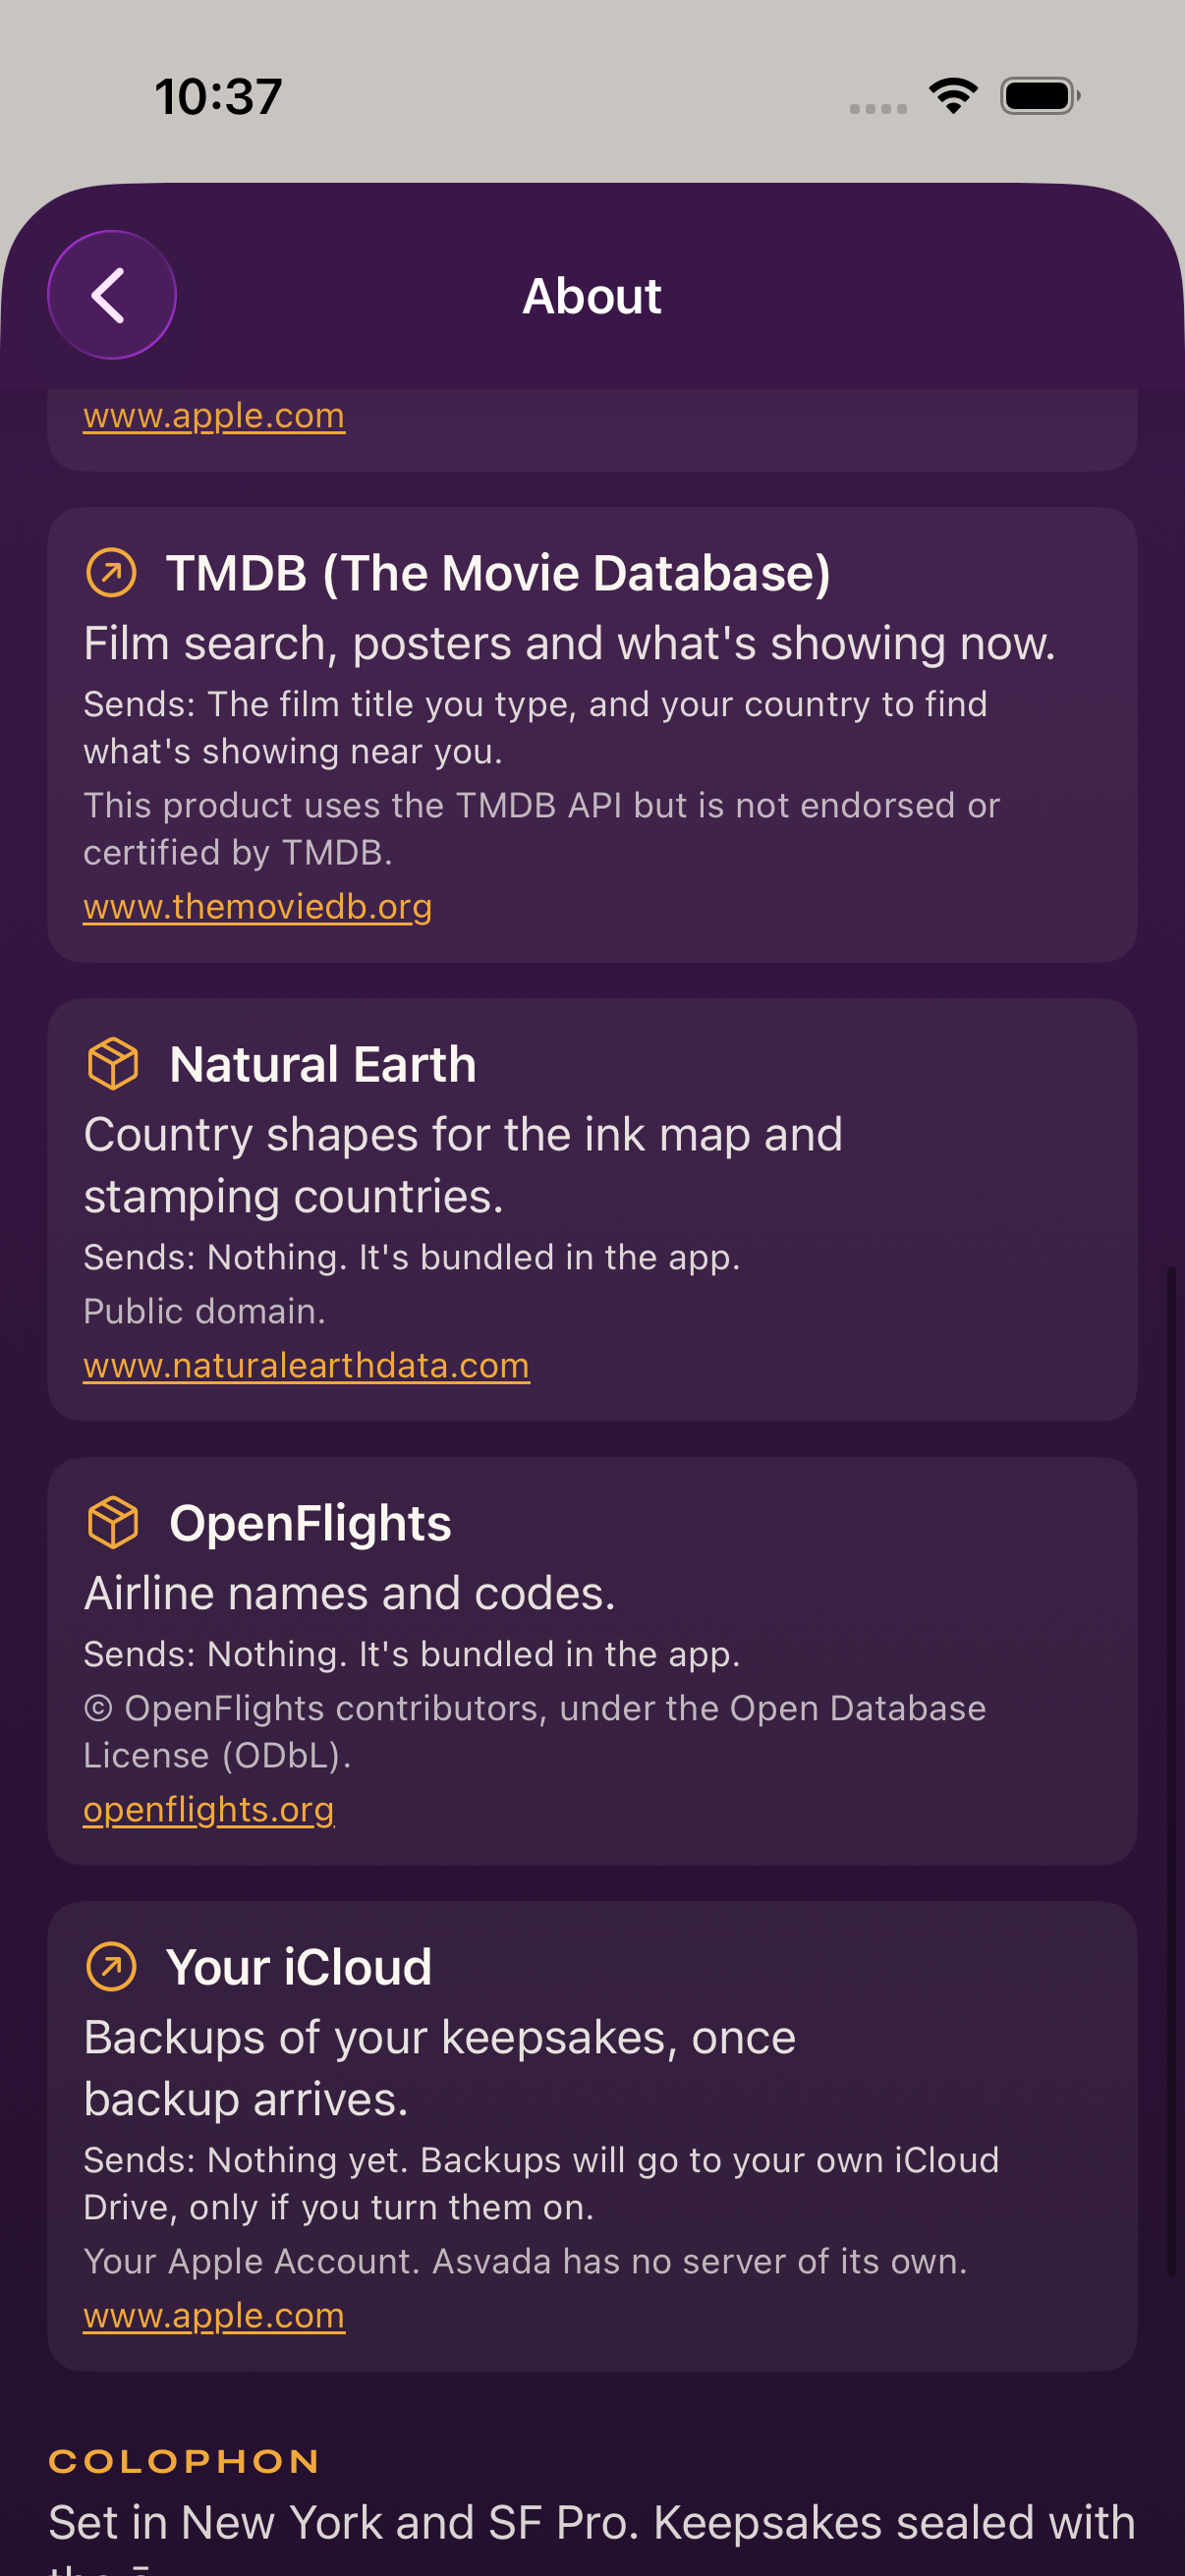 10:37
About
www.apple.com
TMDB (The Movie Database)
Film search, posters and what's showing now.
Sends: The film title you type, and your country to find
what's showing near you.
This product uses the TMDB API but is not endorsed or
certified by TMDB.
www.themoviedb.org
Natural Earth
Country shapes for the ink map and
stamping countries.
Sends: Nothing. It's bundled in the app.
Public domain.
www.naturalearthdata.com
OpenFlights
Airline names and codes.
Sends: Nothing. It's bundled in the app.
© OpenFlights contributors, under the Open Database
License (ODbL).
openflights.org
Your iCloud
Backups of your keepsakes, once
backup arrives.
Sends: Nothing yet. Backups will go to your own iCloud
Drive, only if you turn them on.
Your Apple Account. Asvada has no server of its own.
www.apple.com
COLOPHON
Set in New York and SF Pro. Keepsakes sealed with